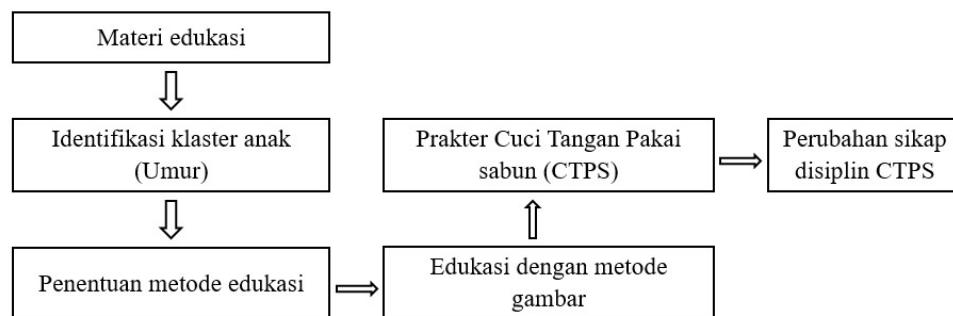 Materi edukasi
Identifikasi klaster anak
(Umur)
Penentuan metode edukasi
Edukasi dengan metode
gambar
Prakter Cuci Tangan Pakai
sabun (CTPS)
Perubahan sikap
disiplin CTPS